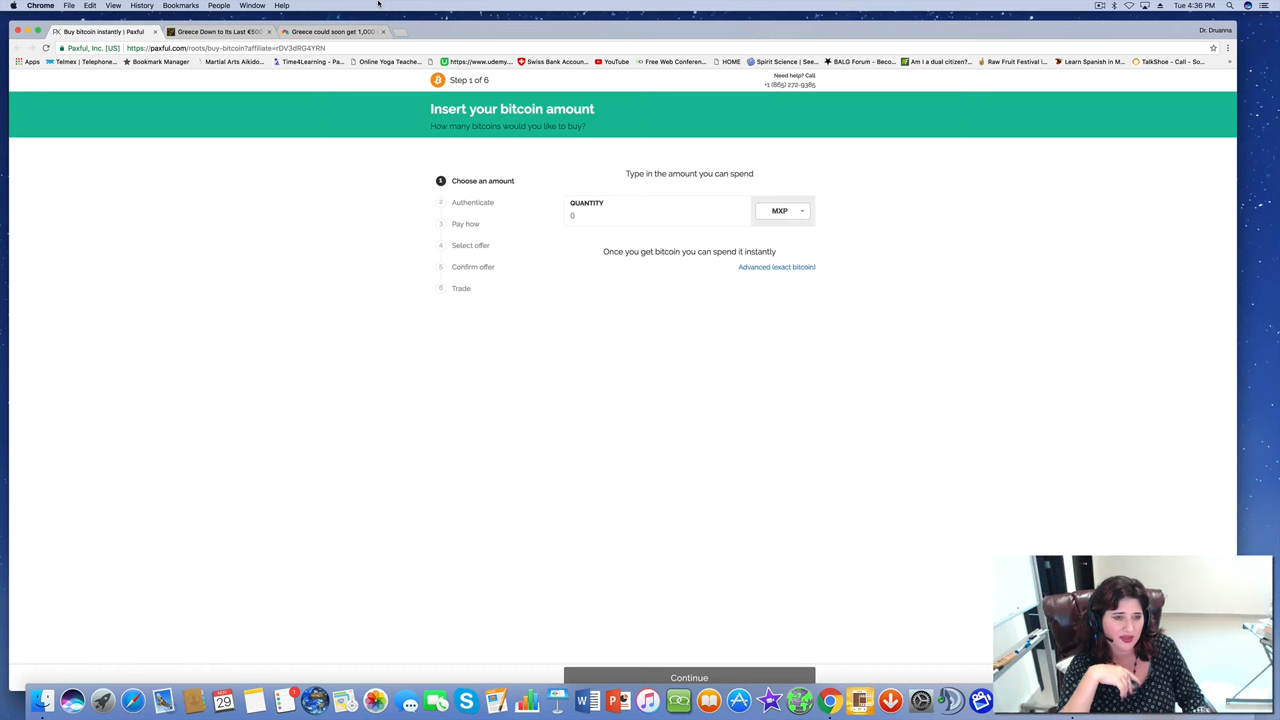 Chrome File Edit View History Bookmarks People Window Help Tue 4:36 PM
Buy bitcoin instantly | Paxful Greece Down to Its Last €500 Greece could soon get 1,000 Dr. Druanna
Paxful, Inc. [US] https://paxful.com/roots/buy-bitcoin?affiliate=rDV3dRG4YRN
Apps Telmex | Telephone... Bookmark Manager Martial Arts Aikido... Time4Learning - Pa... Online Yoga Teache... https://www.udemy... Swiss Bank Accoun... YouTube Spirit Science | See... Free Web Conferen... HOME BALG Forum - Beco... Am I a dual citizen?... Raw Fruit Festival i... Learn Spanish in M... TalkShoe - Call - So...
Step 1 of 6
Need help? Call
+1 (865) 272-9385
Insert your bitcoin amount
How many bitcoins would you like to buy?
Type in the amount you can spend
1 Choose an amount
2 Authenticate
3 Pay how
4 Select offer
5 Confirm offer
6 Trade
QUANTITY
0
MXP
Once you get bitcoin you can spend it instantly
Advanced (exact bitcoin)
Continue
NOV
29
1